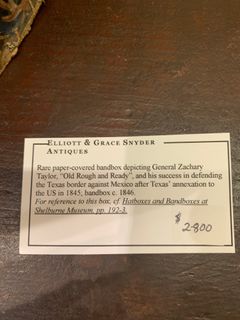 Elliott & Grace Snyder
Antiques
Rare paper-covered bandbox depicting General Zachary
Taylor, "Old Rough and Ready", and his success in defending
the Texas border against Mexico after Texas' annexation to
the US in 1845; bandbox c. 1846.
For reference to this box, cf. Hatboxes and Bandboxes at
Shelburne Museum, pp. 192-3.
$
2800